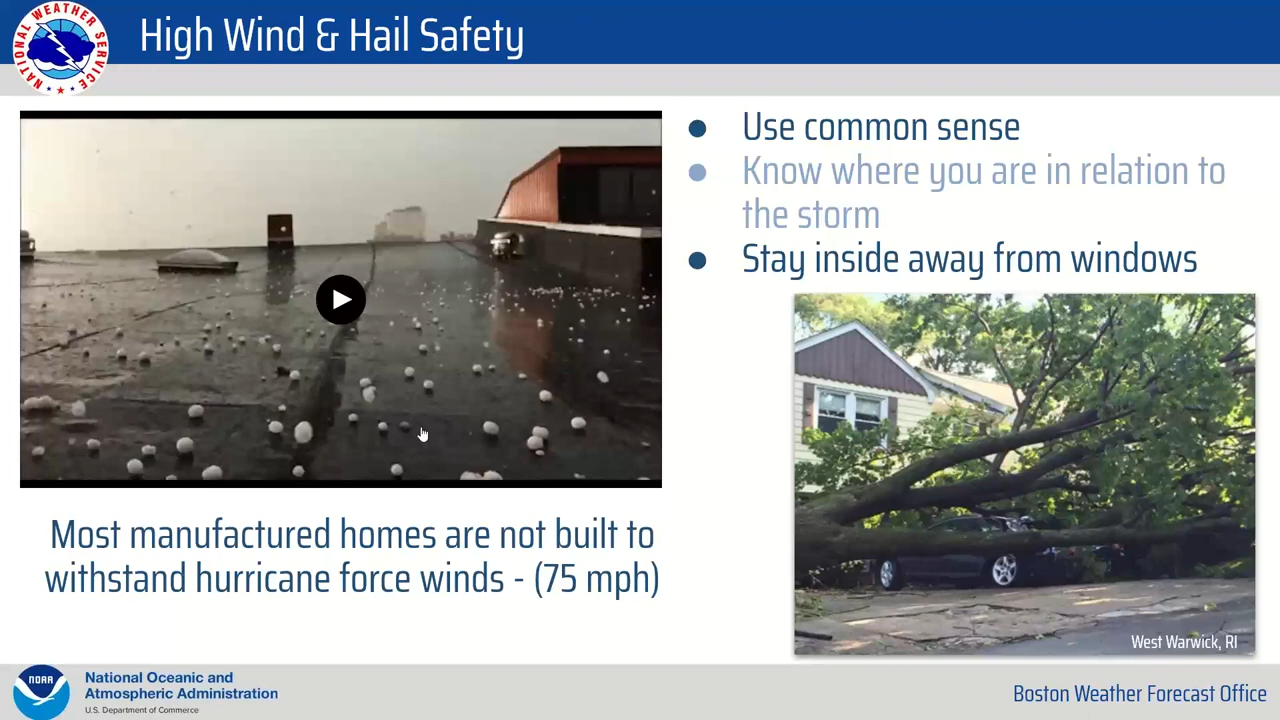 NATIONAL WEATHER SERVICE
High Wind & Hail Safety
● Use common sense
● Know where you are in relation to
the storm
● Stay inside away from windows
Most manufactured homes are not built to
withstand hurricane force winds - (75 mph)
West Warwick, RI
NOAA
National Oceanic and
Atmospheric Administration
U.S. Department of Commerce
Boston Weather Forecast Office